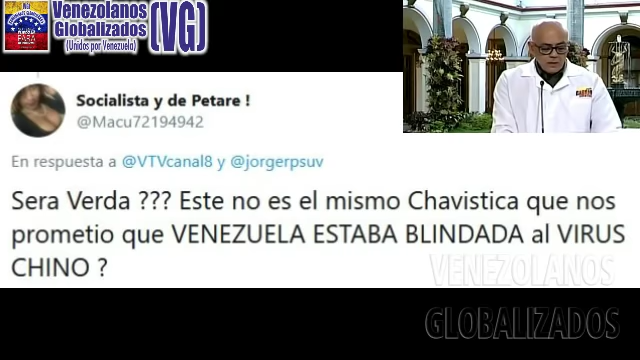 Venezolanos
Globalizados
(Unidos por Venezuela)
(VG)
Socialista y de Petare !
@Macu72194942
En respuesta a @VTVcanal8 y @jorgerpsuv
Sera Verda ??? Este no es el mismo Chavistica que nos
prometio que VENEZUELA ESTABA BLINDADA al VIRUS
CHINO ?
VENEZOLANOS
GLOBALIZADOS